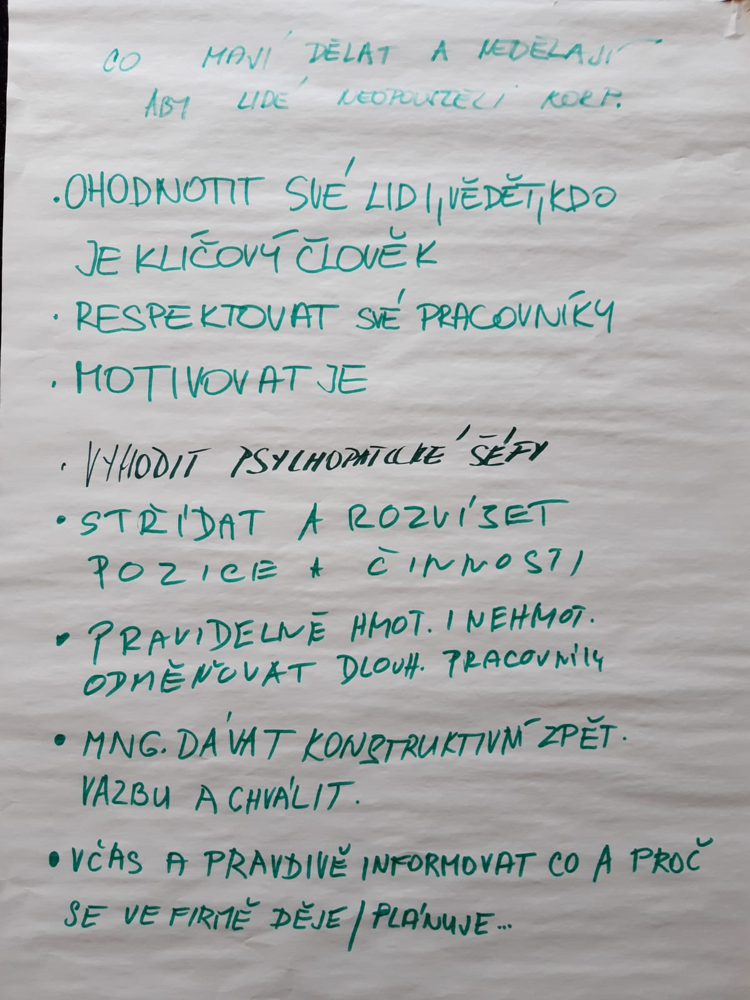 CO MAJÍ DĚLAT A NEDĚLAJÍ
ABY LIDÉ NEOPOUŠTĚLI KORP.
• OHODNOTIT SVÉ LIDI, VĚDĚT, KDO
JE KLÍČOVÝ ČLOVĚK
• RESPEKTOVAT SVÉ PRACOVNÍKY
• MOTIVOVAT JE
• VYHODIT PSYCHOPATICKÉ ŠÉFY
• STŘÍDAT A ROZVÍJET
POZICE A ČINNOSTI
• PRAVIDELNĚ HMOT. I NEHMOT.
ODMĚŇOVAT DLOUH. PRACOVNÍKY
• MNG. DÁVAT KONSTRUKTIVNÍ ZPĚT.
VAZBU A CHVÁLIT.
• VČAS A PRAVDIVĚ INFORMOVAT CO A PROČ
SE VE FIRMĚ DĚJE / PLÁNUJE...